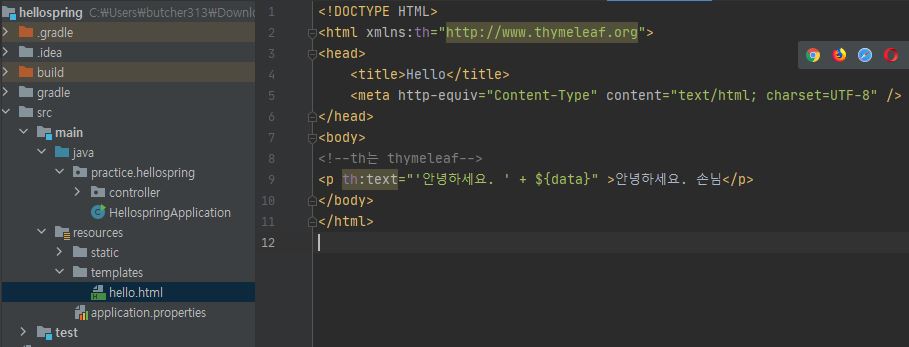 hellospring C:₩Users₩butcher313₩Downlo
.gradle
.idea
build
gradle
src
main
java
practice.hellospring
controller
HellospringApplication
resources
static
templates
hello.html
application.properties
test
1 <!DOCTYPE HTML>
2 <html xmlns:th="http://www.thymeleaf.org">
3 <head>
4 <title>Hello</title>
5 <meta http-equiv="Content-Type" content="text/html; charset=UTF-8" />
6 </head>
7 <body>
8 <!--th는 thymeleaf-->
9 <p th:text="'안녕하세요. ' + ${data}" >안녕하세요. 손님</p>
10 </body>
11 </html>
12